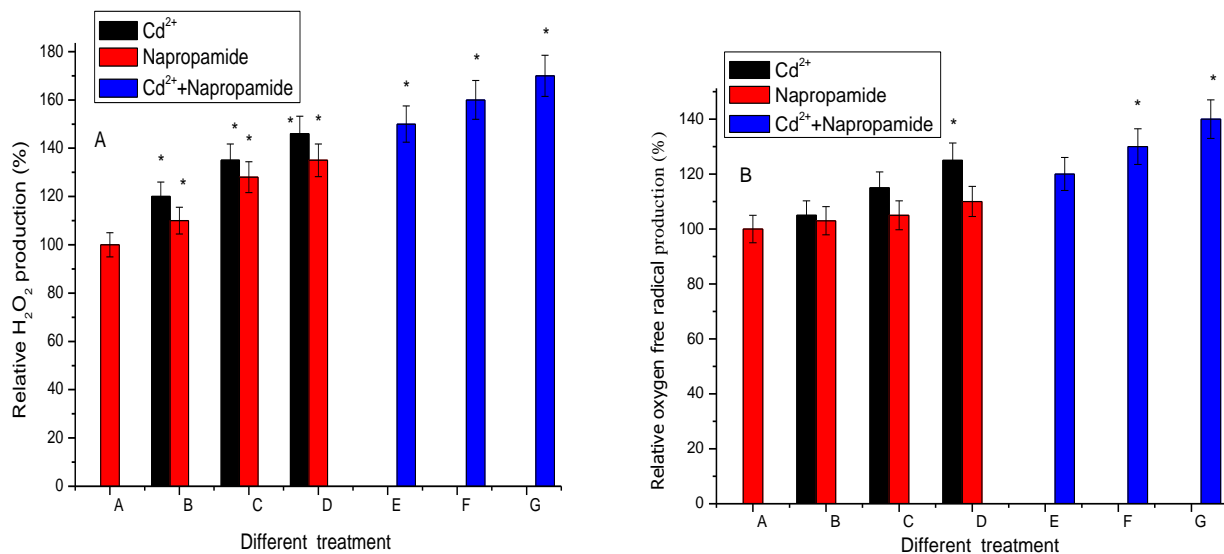 Cd²⁺
Napropamide
Cd²⁺+Napropamide
A
Relative H₂O₂ production (%)
180
160
140
120
100
80
60
40
20
0
* * * * * * * * *
A B C D E F G
Different treatment
Cd²⁺
Napropamide
Cd²⁺+Napropamide
B
Relative oxygen free radical production (%)
140
120
100
80
60
40
20
0
* * *
A B C D E F G
Different treatment